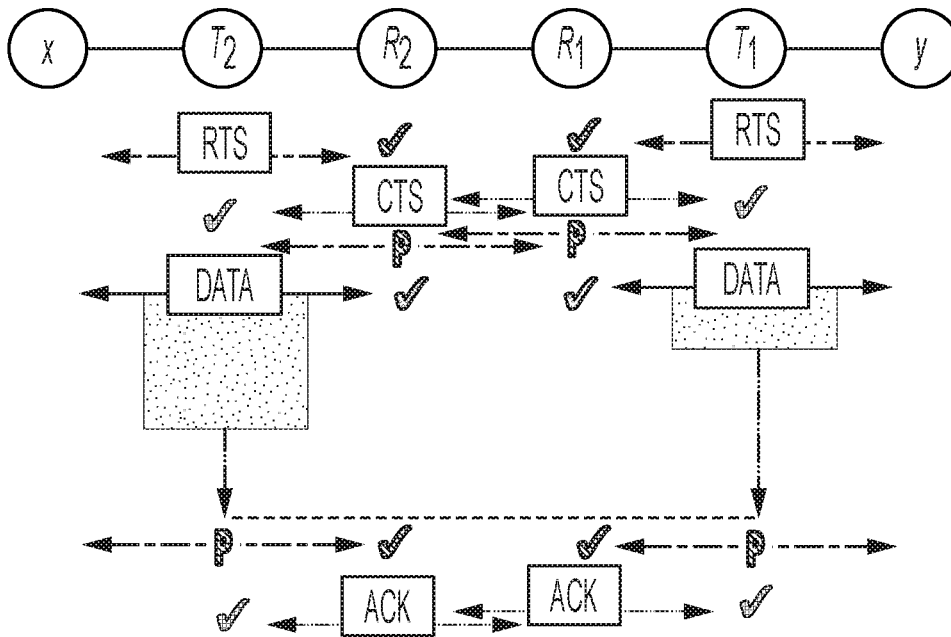 x T₂ R₂ R₁ T₁ y
RTS RTS
CTS CTS
P P
DATA DATA
P P
ACK ACK